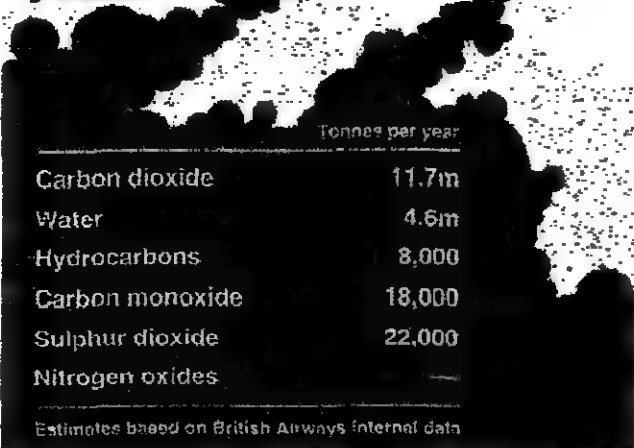 Tonnes per year
Carbon dioxide 11.7m
Water 4.6m
Hydrocarbons 8,000
Carbon monoxide 18,000
Sulphur dioxide 22,000
Nitrogen oxides
Estimates based on British Airways internal data